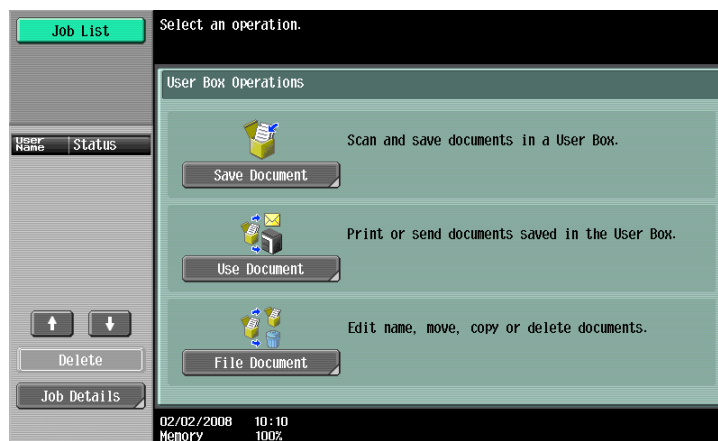 Job List
Select an operation.
User Box Operations
User Name
Status
Scan and save documents in a User Box.
Save Document
Print or send documents saved in the User Box.
Use Document
Edit name, move, copy or delete documents.
File Document
Delete
Job Details
02/02/2008 10:10
Memory 100%